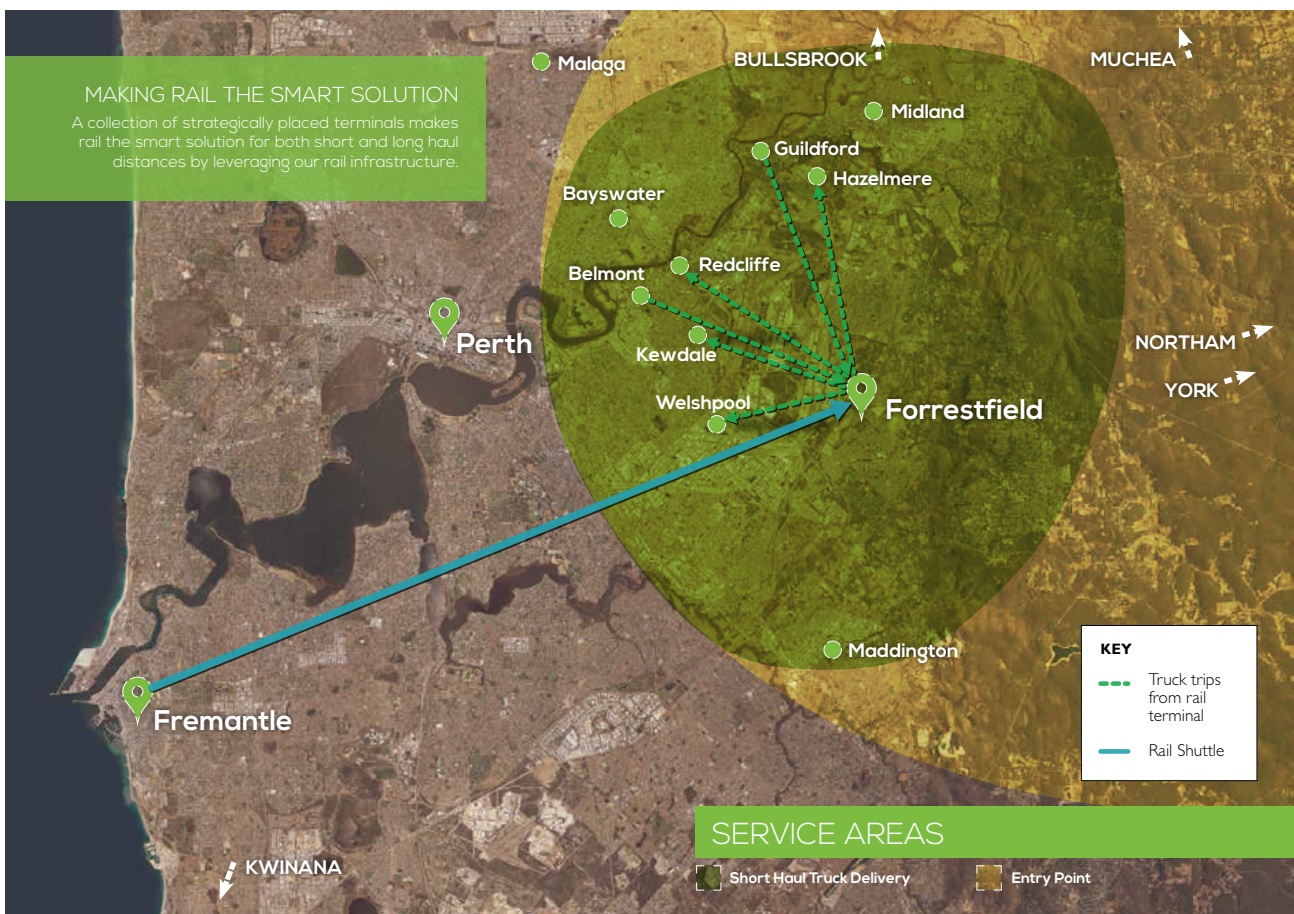 MAKING RAIL THE SMART SOLUTION
A collection of strategically placed terminals makes
rail the smart solution for both short and long haul
distances by leveraging our rail infrastructure.
Malaga
BULLSBROOK
MUCHEA
Midland
Guildford
Hazelmere
Bayswater
Redcliffe
Belmont
Perth
Kewdale
NORTHAM
YORK
Welshpool
Forrestfield
Maddington
Fremantle
KWINANA
KEY
Truck trips
from rail
terminal
Rail Shuttle
SERVICE AREAS
Short Haul Truck Delivery
Entry Point